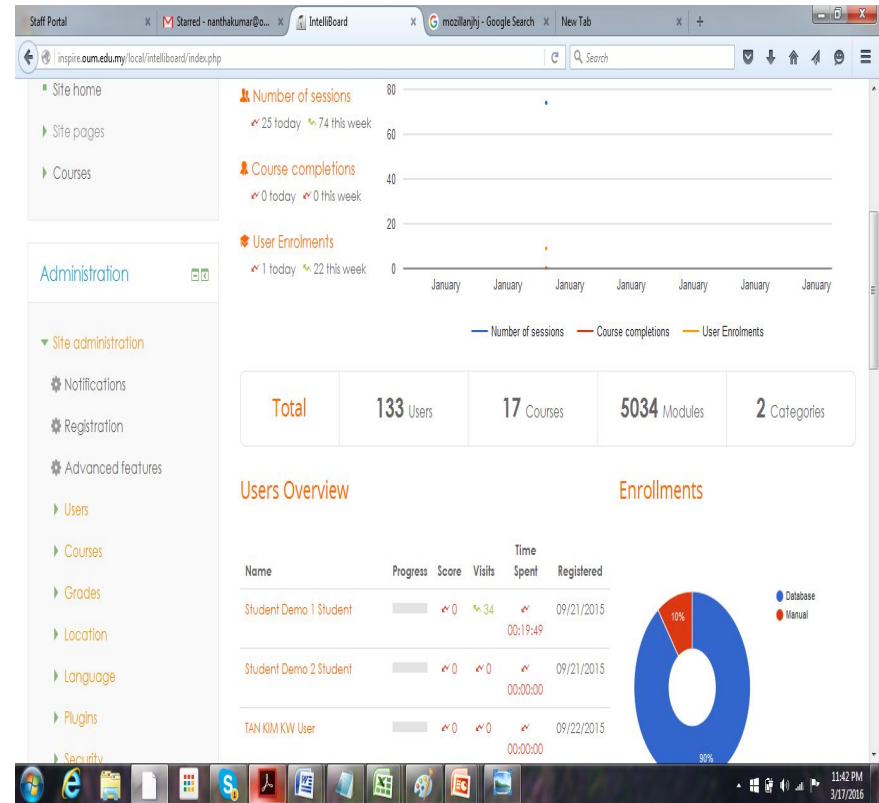 Staff Portal x Starred - nanthakumar@o... x IntelliBoard x mozillanjhj - Google Search x New Tab x +
inspire.oum.edu.my/local/intelliboard/index.php Search
Site home
Site pages
Courses
Administration
Site administration
Notifications
Registration
Advanced features
Users
Courses
Grades
Location
Language
Plugins
Security
Number of sessions
25 today 74 this week
Course completions
0 today 0 this week
User Enrolments
1 today 22 this week
80
60
40
20
0
January January January January January January January
Number of sessions Course completions User Enrolments
Total 133 Users 17 Courses 5034 Modules 2 Categories
Users Overview
Name Progress Score Visits Time Spent Registered
Student Demo 1 Student 0 34 00:19:49 09/21/2015
Student Demo 2 Student 0 0 00:00:00 09/21/2015
TAN KIM KW User 0 0 00:00:00 09/22/2015
Enrollments
10%
90%
Database
Manual
11:42 PM
3/17/2016